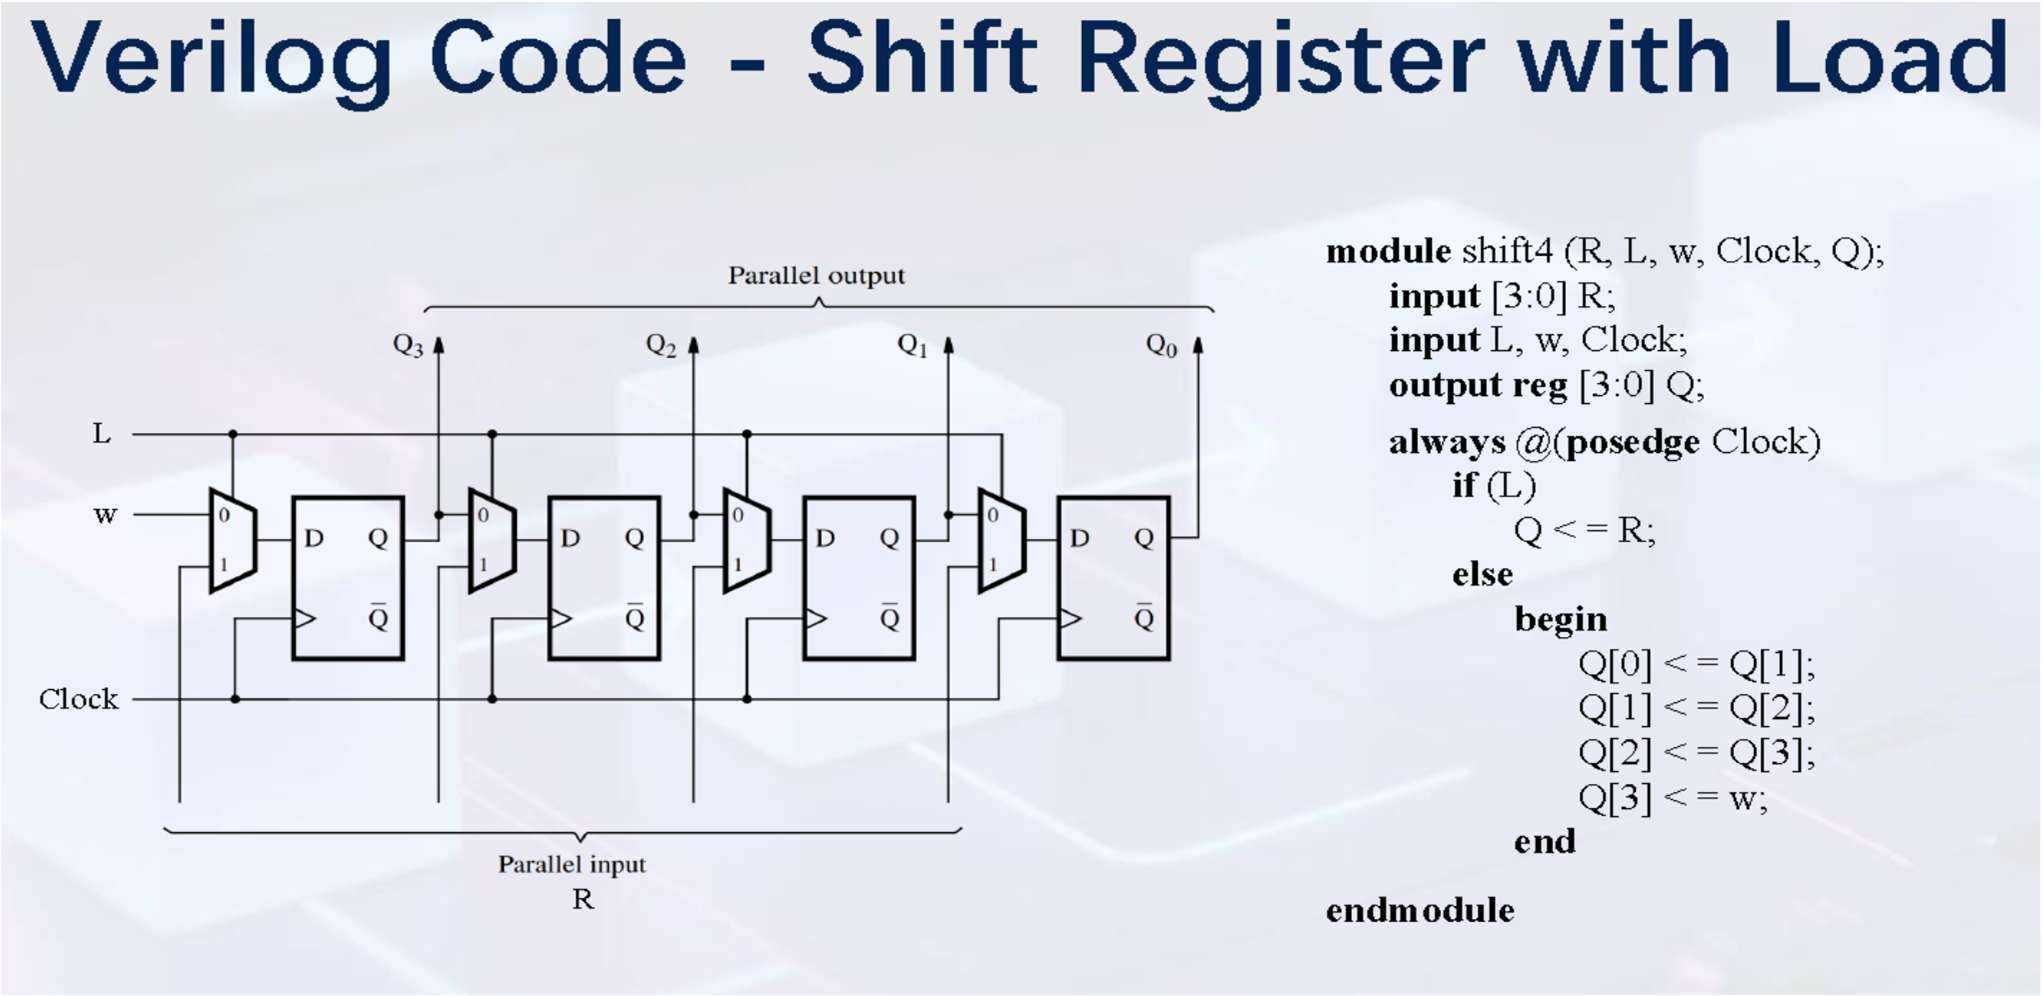 Verilog Code - Shift Register with Load
Parallel output
Q3 Q2 Q1 Q0
L
w
0 0 0 0
D Q D Q D Q D Q
1 1 1 1
Q̅ Q̅ Q̅ Q̅
Clock
Parallel input
R
module shift4 (R, L, w, Clock, Q);
input [3:0] R;
input L, w, Clock;
output reg [3:0] Q;
always @(posedge Clock)
if (L)
Q < = R;
else
begin
Q[0] < = Q[1];
Q[1] < = Q[2];
Q[2] < = Q[3];
Q[3] < = w;
end
endmodule